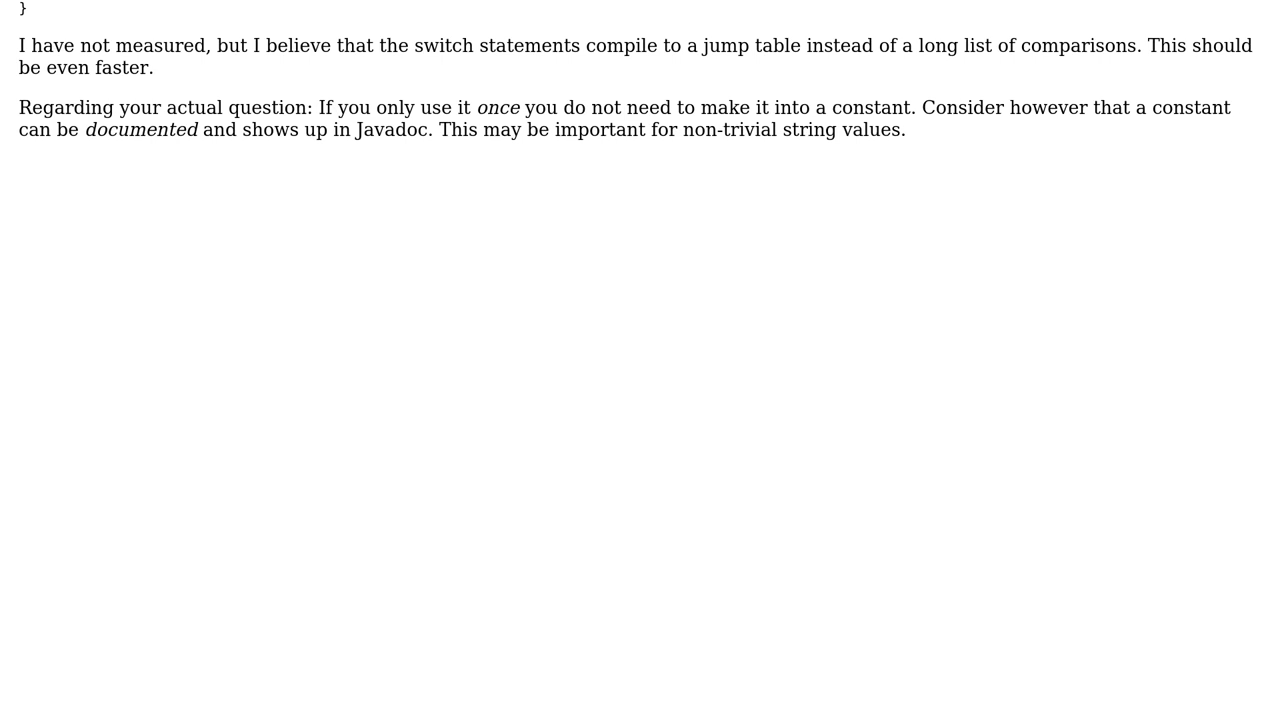 }
I have not measured, but I believe that the switch statements compile to a jump table instead of a long list of comparisons. This should
be even faster.
Regarding your actual question: If you only use it once you do not need to make it into a constant. Consider however that a constant
can be documented and shows up in Javadoc. This may be important for non-trivial string values.